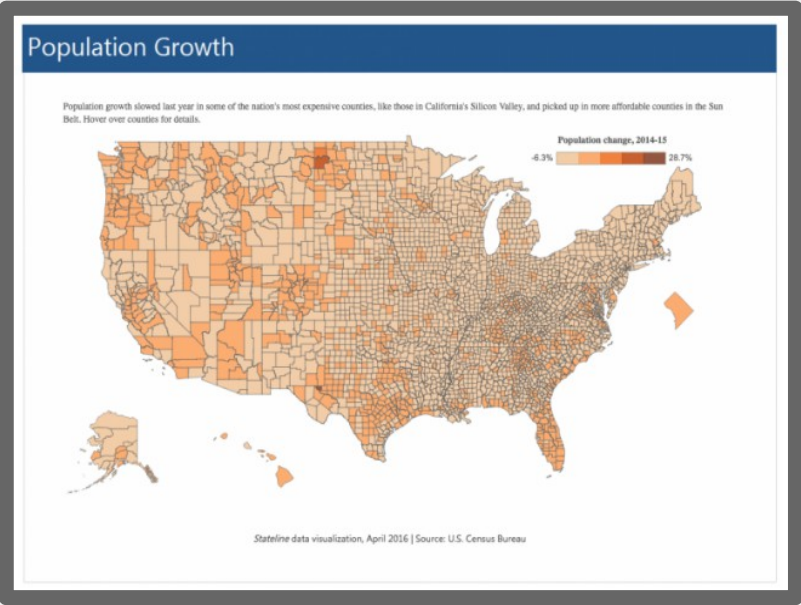 Population Growth
Population growth slowed last year in some of the nation's most expensive counties, like those in California's Silicon Valley, and picked up in more affordable counties in the Sun
Belt. Hover over counties for details.
Population change, 2014-15
-6.3% 28.7%
Stateline data visualization, April 2016 | Source: U.S. Census Bureau